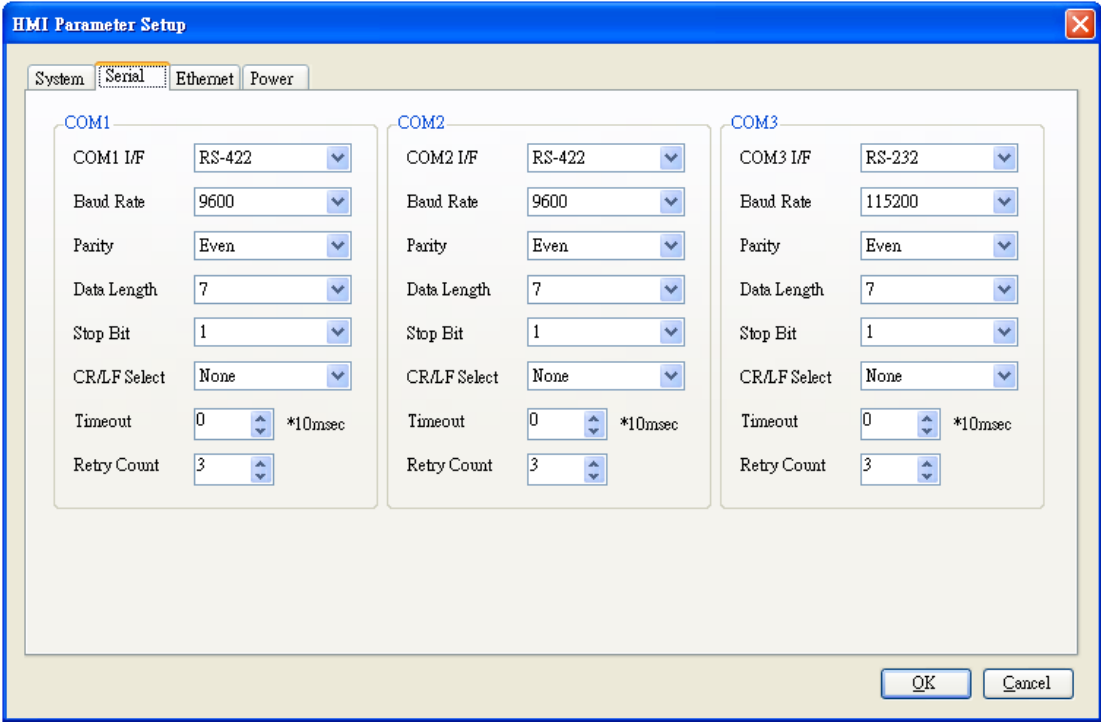 HMI Parameter Setup
System Serial Ethernet Power
COM1 COM2 COM3
COM1 I/F RS-422 COM2 I/F RS-422 COM3 I/F RS-232
Baud Rate 9600 Baud Rate 9600 Baud Rate 115200
Parity Even Parity Even Parity Even
Data Length 7 Data Length 7 Data Length 7
Stop Bit 1 Stop Bit 1 Stop Bit 1
CR/LF Select None CR/LF Select None CR/LF Select None
Timeout 0 *10msec Timeout 0 *10msec Timeout 0 *10msec
Retry Count 3 Retry Count 3 Retry Count 3
OK Cancel